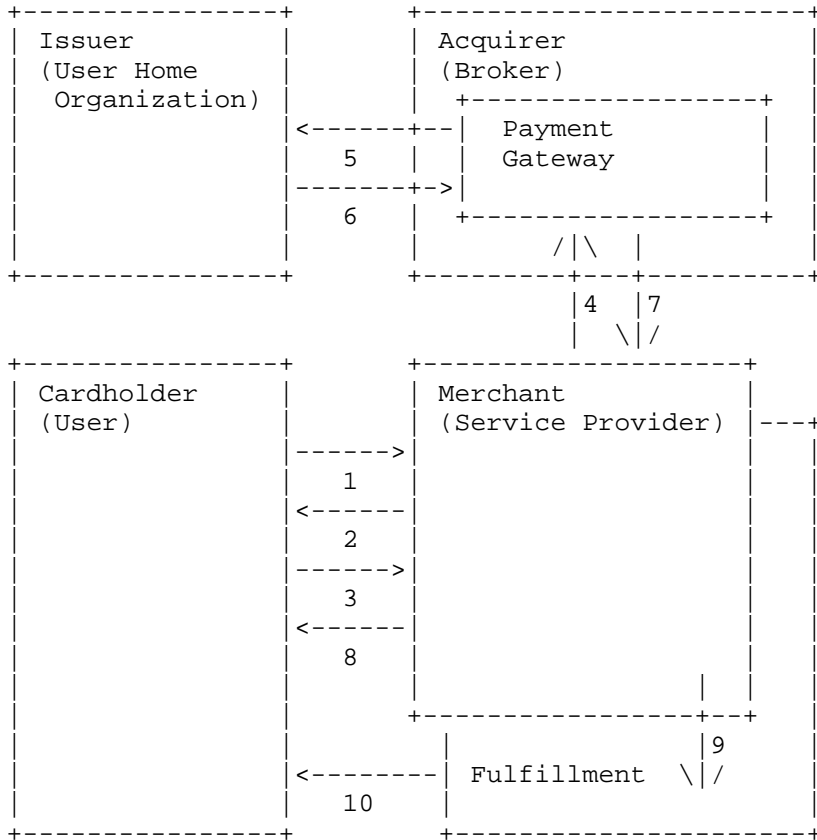 Issuer
(User Home
Organization)
Acquirer
(Broker)
Payment
Gateway
5
6
4 7
Cardholder
(User)
Merchant
(Service Provider)
1
2
3
8
9
Fulfillment
10